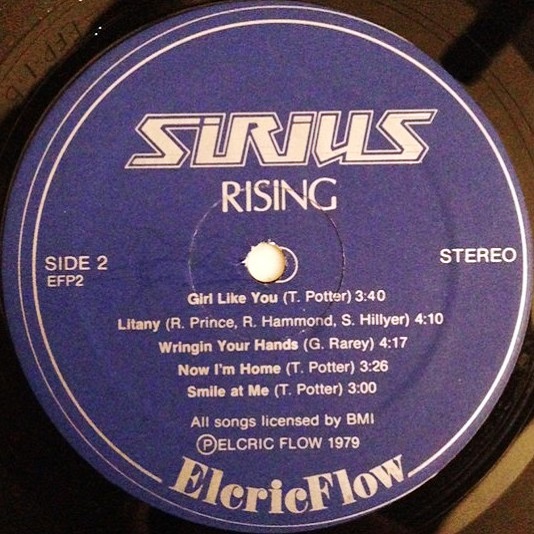 SIRIUS
RISING
SIDE 2
EFP2
STEREO
Girl Like You (T. Potter) 3:40
Litany (R. Prince, R. Hammond, S. Hillyer) 4:10
Wringin Your Hands (G. Rarey) 4:17
Now I'm Home (T. Potter) 3:26
Smile at Me (T. Potter) 3:00
All songs licensed by BMI
ⓅELCRIC FLOW 1979
ElcricFlow